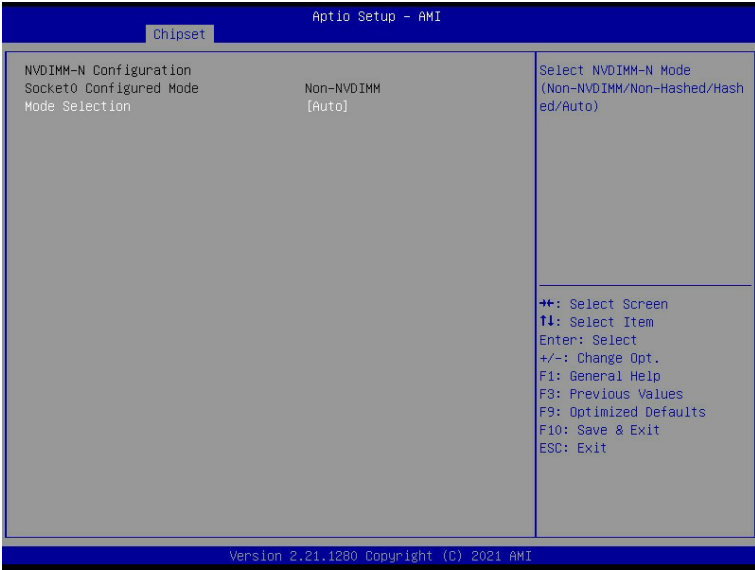 Aptio Setup - AMI
Chipset
NVDIMM-N Configuration
Socket0 Configured Mode Non-NVDIMM
Mode Selection [Auto]
Select NVDIMM-N Mode
(Non-NVDIMM/Non-Hashed/Hash
ed/Auto)
→←: Select Screen
↑↓: Select Item
Enter: Select
+/-: Change Opt.
F1: General Help
F3: Previous Values
F9: Optimized Defaults
F10: Save & Exit
ESC: Exit
Version 2.21.1280 Copyright (C) 2021 AMI